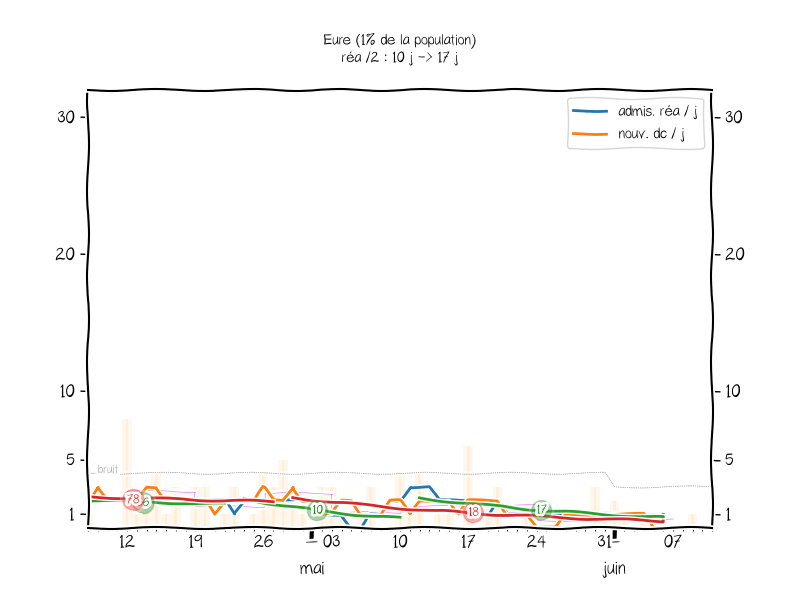 Eure (1% de la population)
réa /2 : 10 j -> 17 j
30 30
admis. réa / j
nouv. dc / j
20 20
10 10
5 5
bruit
78 10 18 17
1 1
12 19 26 03 10 17 24 31 07
mai juin